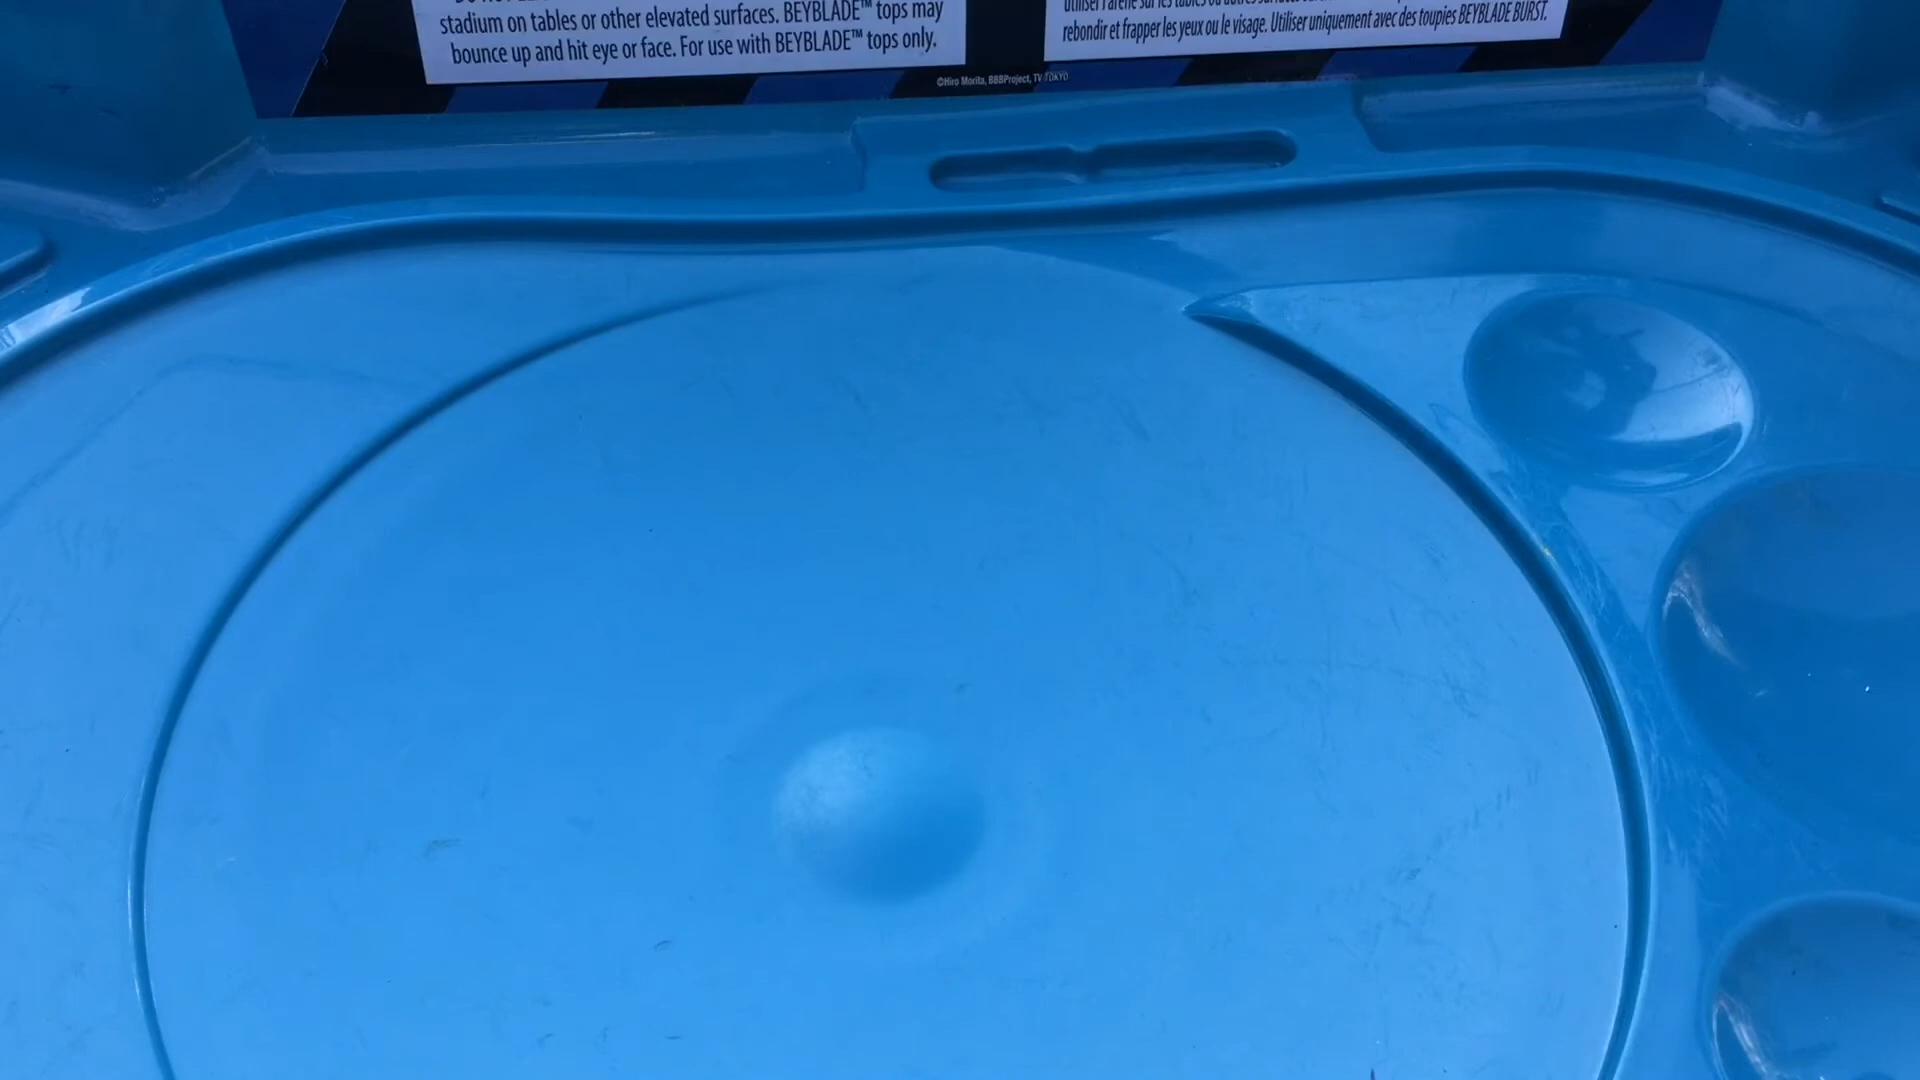 stadium on tables or other elevated surfaces. BEYBLADE™ tops may
bounce up and hit eye or face. For use with BEYBLADE™ tops only.
rebondir et frapper les yeux ou le visage. Utiliser uniquement avec des toupies BEYBLADE BURST.
©Hiro Morita, BBBProject, TV TOKYO